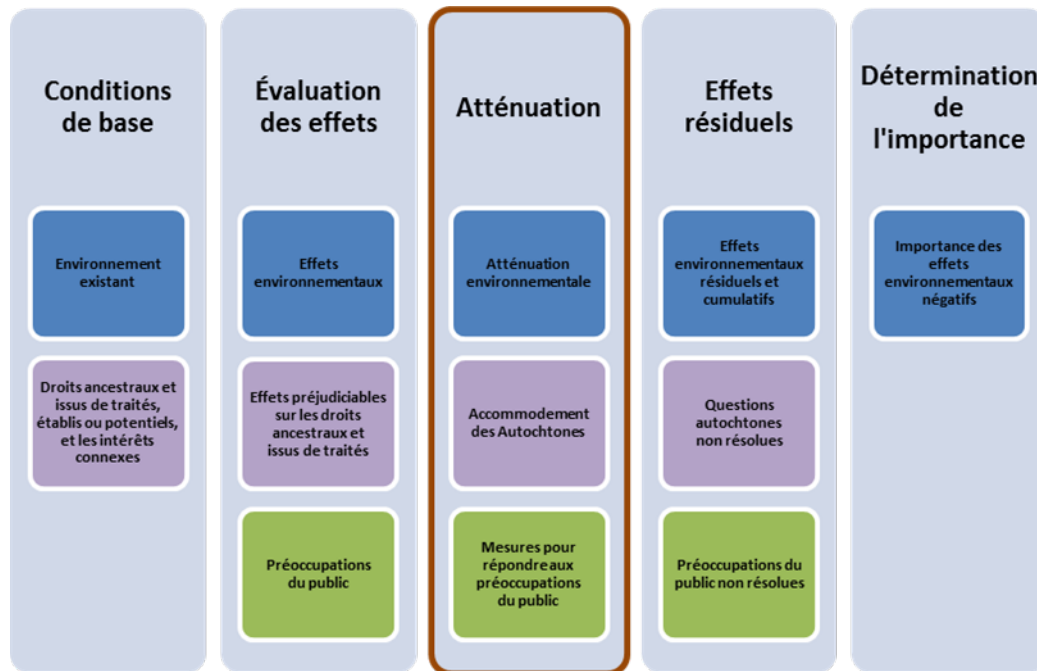 Conditions
de base
Environnement
existant
Droits ancestraux et
issus de traités,
établis ou potentiels,
et les intérêts
connexes
Évaluation
des effets
Effets
environnementaux
Effets préjudiciables
sur les droits
ancestraux et
issus de traités
Préoccupations
du public
Atténuation
Atténuation
environnementale
Accommodement
des Autochtones
Mesures pour
répondre aux
préoccupations
du public
Effets
résiduels
Effets
environnementaux
résiduels et
cumulatifs
Questions
autochtones
non résolues
Préoccupations du
public non résolues
Détermination
de
l'importance
Importance des
effets
environnementaux
négatifs